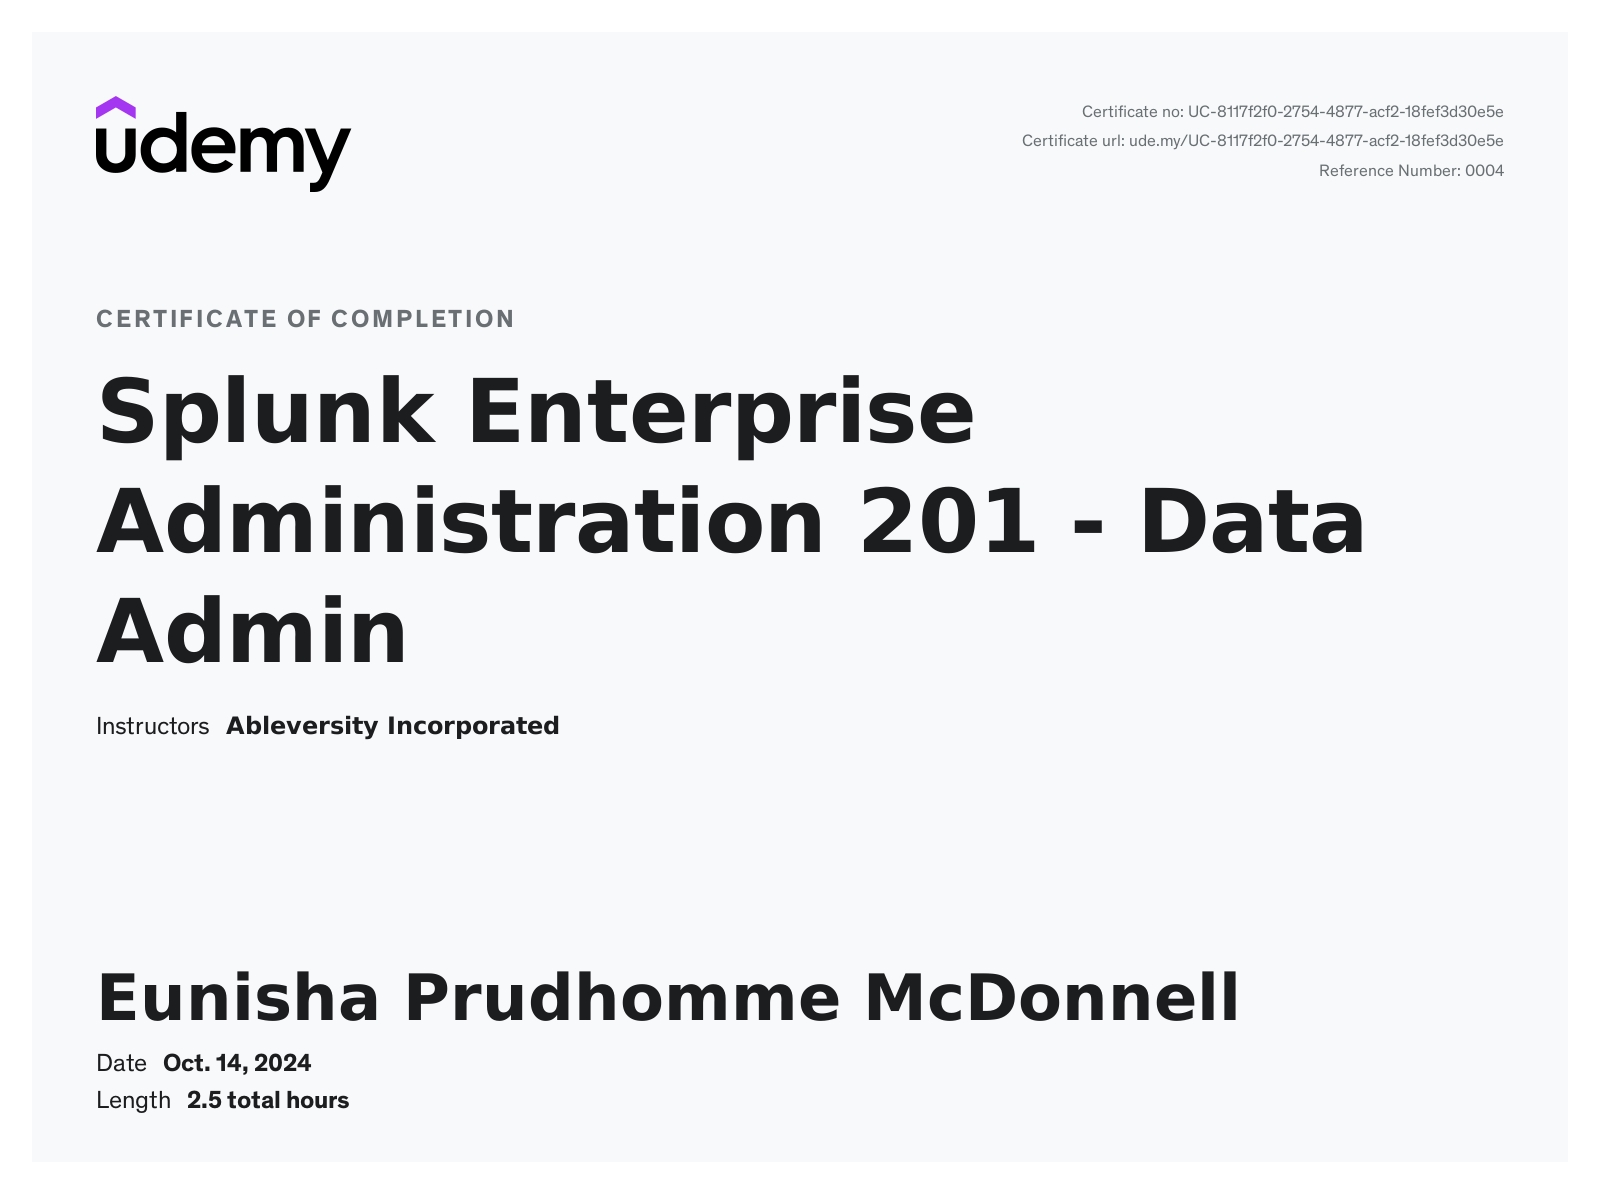 udemy
Certificate no: UC-8117f2f0-2754-4877-acf2-18fef3d30e5e
Certificate url: ude.my/UC-8117f2f0-2754-4877-acf2-18fef3d30e5e
Reference Number: 0004
CERTIFICATE OF COMPLETION
Splunk Enterprise
Administration 201 - Data
Admin
Instructors Ableversity Incorporated
Eunisha Prudhomme McDonnell
Date Oct. 14, 2024
Length 2.5 total hours